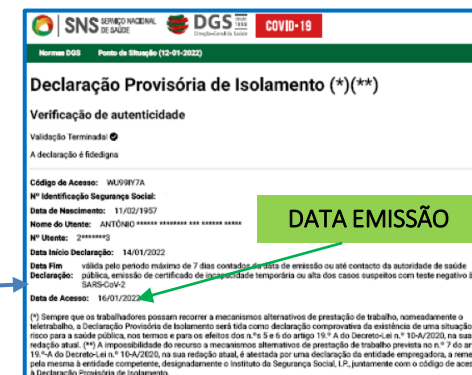 SNS SERVIÇO NACIONAL DE SAÚDE DGS desde 1899 Direção-Geral da Saúde COVID-19
Normas DGS Ponto da Situação (12-01-2022)
Declaração Provisória de Isolamento (*)(**)
Verificação de autenticidade
Validação Terminada!
A declaração é fidedigna
Código de Acesso: WU99IY7A
Nº Identificação Segurança Social:
Data de Nascimento: 11/02/1957
Nome do Utente: ANTÓNIO ******* ******** *** ****** *****
DATA EMISSÃO
Nº Utente: 2*******3
Data Início Declaração: 14/01/2022
Data Fim Declaração: válida pelo período máximo de 7 dias contados da data de emissão ou até contacto da autoridade de saúde
pública, emissão de certificado de incapacidade temporária ou alta dos casos suspeitos com teste negativo à
SARS-CoV-2
Data de Acesso: 16/01/2022
(*) Sempre que os trabalhadores possam recorrer a mecanismos alternativos de prestação de trabalho, nomeadamente o
teletrabalho, a Declaração Provisória de Isolamento será tida como declaração comprovativa da existência de uma situação
risco para a saúde pública, nos termos e para os efeitos dos n.ºs 5 e 6 do artigo 19.º A do Decreto-Lei n.º 10-A/2020, na sua
redação atual. (**) A impossibilidade do recurso a mecanismos alternativos de prestação de trabalho prevista no n.º 7 do
19.º-A do Decreto-Lei n.º 10-A/2020, na sua redação atual, é atestada por uma declaração da entidade empregadora, a
pela mesma à entidade competente, designadamente o Instituto da Segurança Social, I.P., juntamente com o código de
à Declaração Provisória de Isolamento.